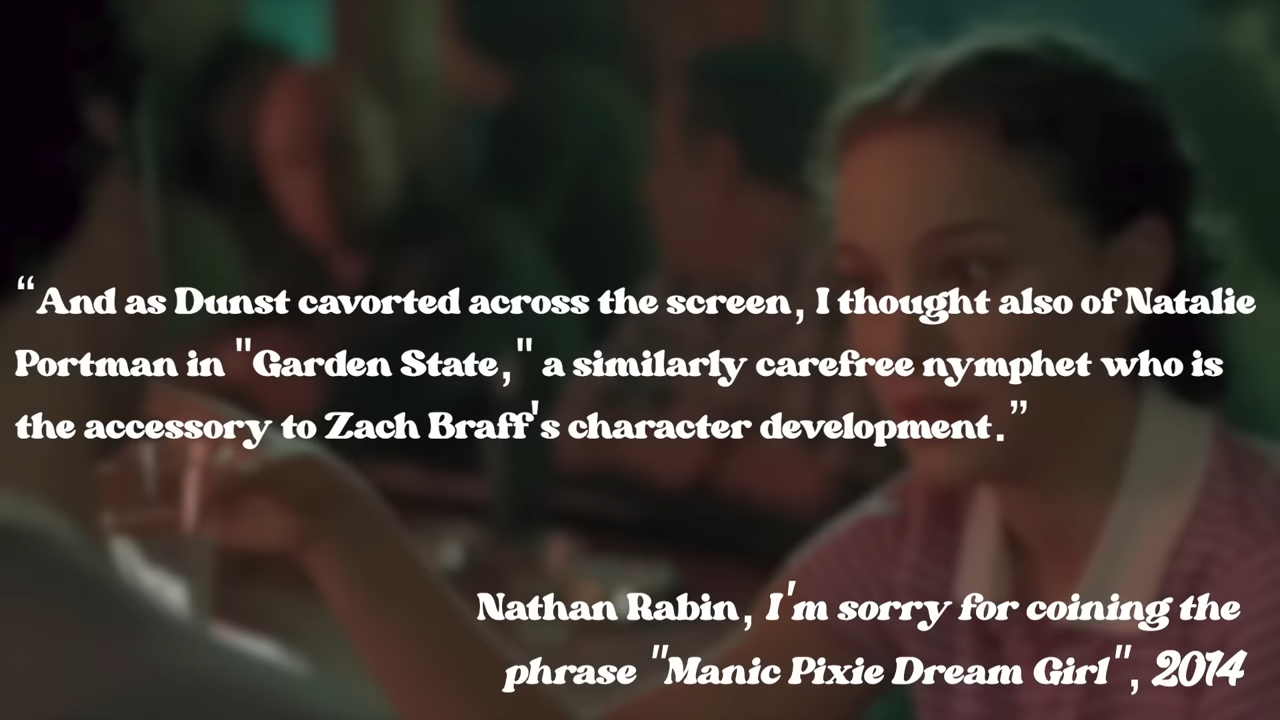 “And as Dunst cavorted across the screen, I thought also of Natalie
Portman in "Garden State," a similarly carefree nymphet who is
the accessory to Zach Braff's character development.”
Nathan Rabin, I'm sorry for coining the
phrase "Manic Pixie Dream Girl", 2014